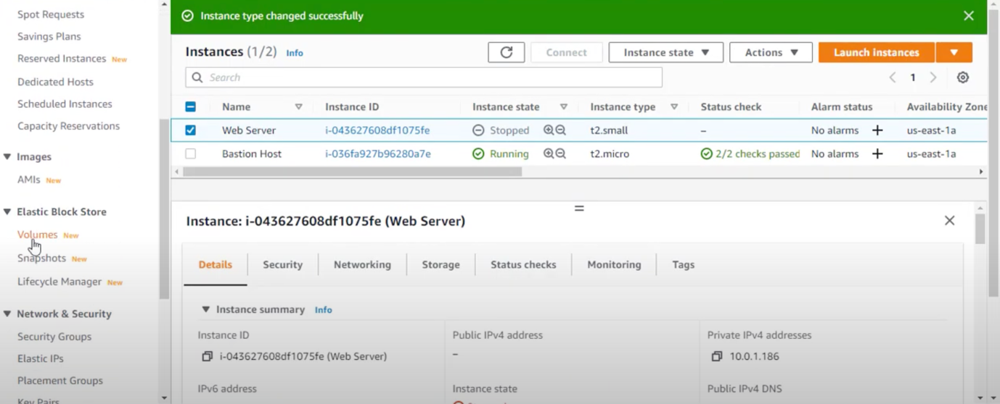 Spot Requests
Savings Plans
Reserved Instances New
Dedicated Hosts
Scheduled Instances
Capacity Reservations
Images
AMIs New
Elastic Block Store
Volumes New
Snapshots New
Lifecycle Manager New
Network & Security
Security Groups
Elastic IPs
Placement Groups
Key Pairs
Instance type changed successfully
Instances (1/2) Info
Connect
Instance state
Actions
Launch instances
Search
1
Name Instance ID Instance state Instance type Status check Alarm status Availability Zone
Web Server i-043627608df1075fe Stopped t2.small – No alarms + us-east-1a
Bastion Host i-036fa927b96280a7e Running t2.micro 2/2 checks passed No alarms + us-east-1a
Instance: i-043627608df1075fe (Web Server)
Details Security Networking Storage Status checks Monitoring Tags
Instance summary Info
Instance ID Public IPv4 address Private IPv4 addresses
i-043627608df1075fe (Web Server) – 10.0.1.186
IPv6 address Instance state Public IPv4 DNS